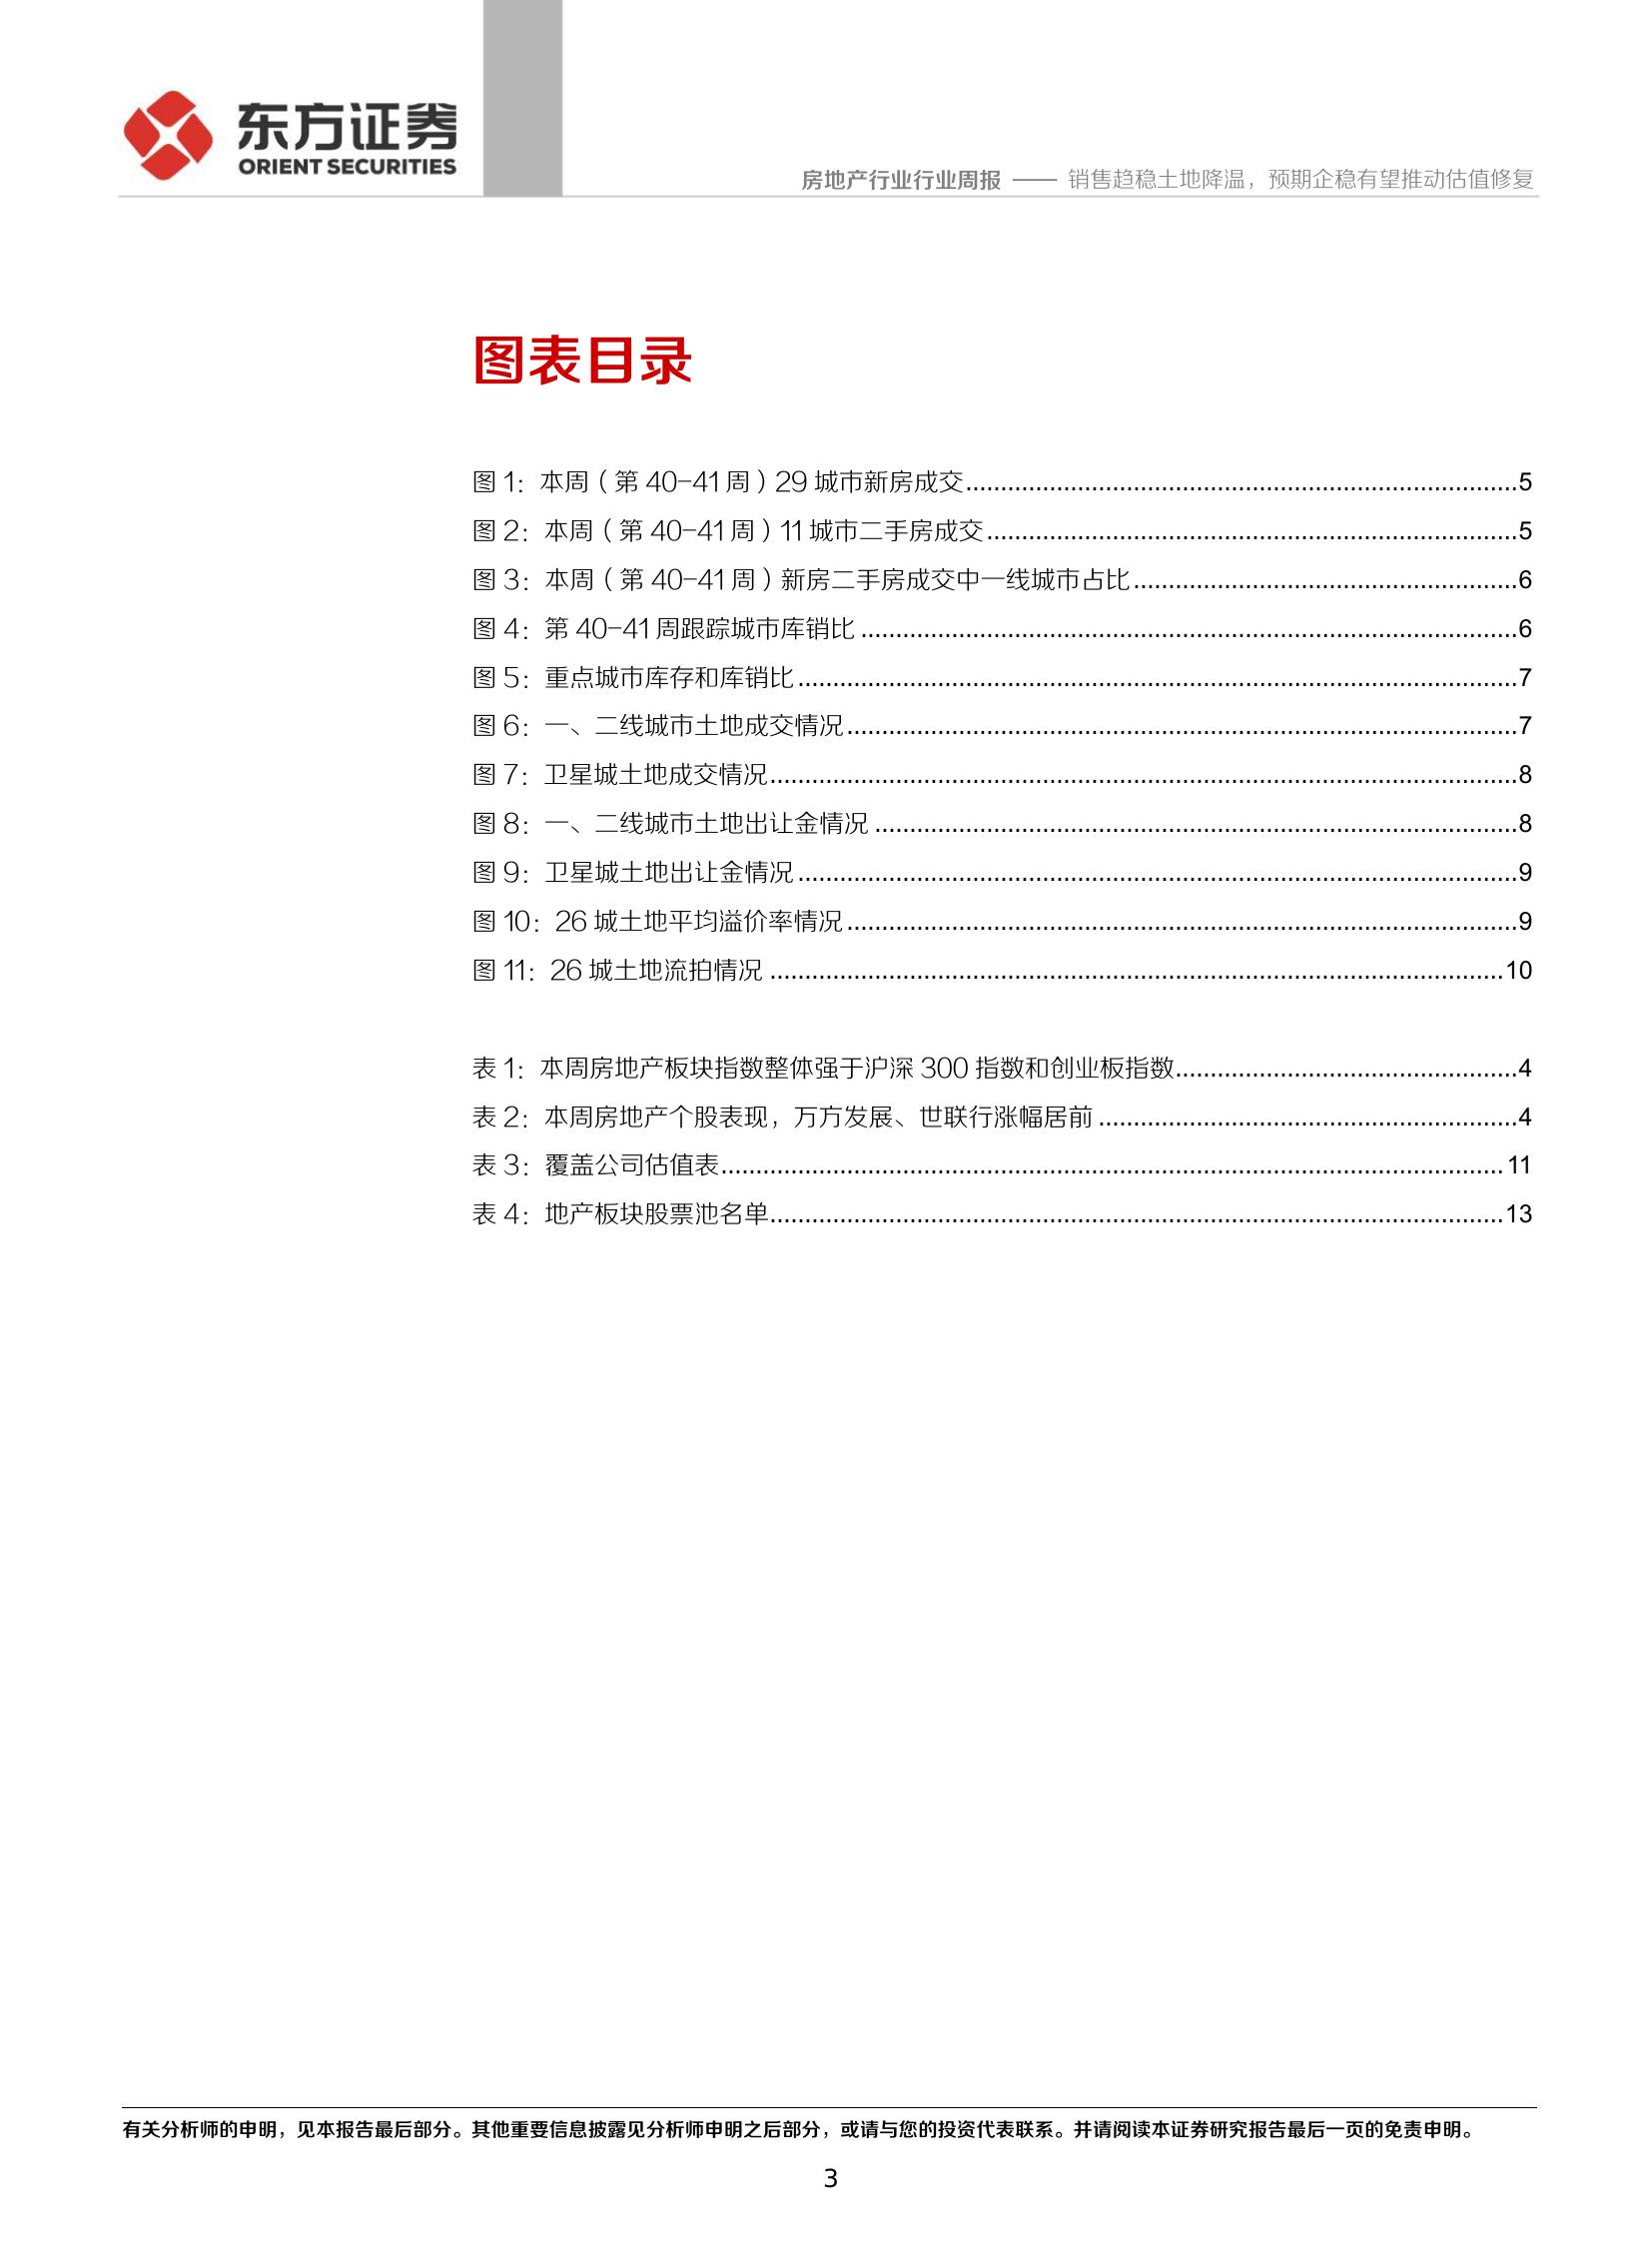 东方证券
ORIENT SECURITIES
房地产行业行业周报 —— 销售趋稳土地降温，预期企稳有望推动估值修复
图表目录
图 1：本周（第 40-41 周）29 城市新房成交....................5
图 2：本周（第 40-41 周）11 城市二手房成交....................5
图 3：本周（第 40-41 周）新房二手房成交中一线城市占比....................6
图 4：第 40-41 周跟踪城市库销比....................6
图 5：重点城市库存和库销比....................7
图 6：一、二线城市土地成交情况....................7
图 7：卫星城土地成交情况....................8
图 8：一、二线城市土地出让金情况....................8
图 9：卫星城土地出让金情况....................9
图 10：26 城土地平均溢价率情况....................9
图 11：26 城土地流拍情况....................10
表 1：本周房地产板块指数整体强于沪深 300 指数和创业板指数....................4
表 2：本周房地产个股表现，万方发展、世联行涨幅居前....................4
表 3：覆盖公司估值表....................11
表 4：地产板块股票池名单....................13
有关分析师的申明，见本报告最后部分。其他重要信息披露见分析师申明之后部分，或请与您的投资代表联系。并请阅读本证券研究报告最后一页的免责申明。
3